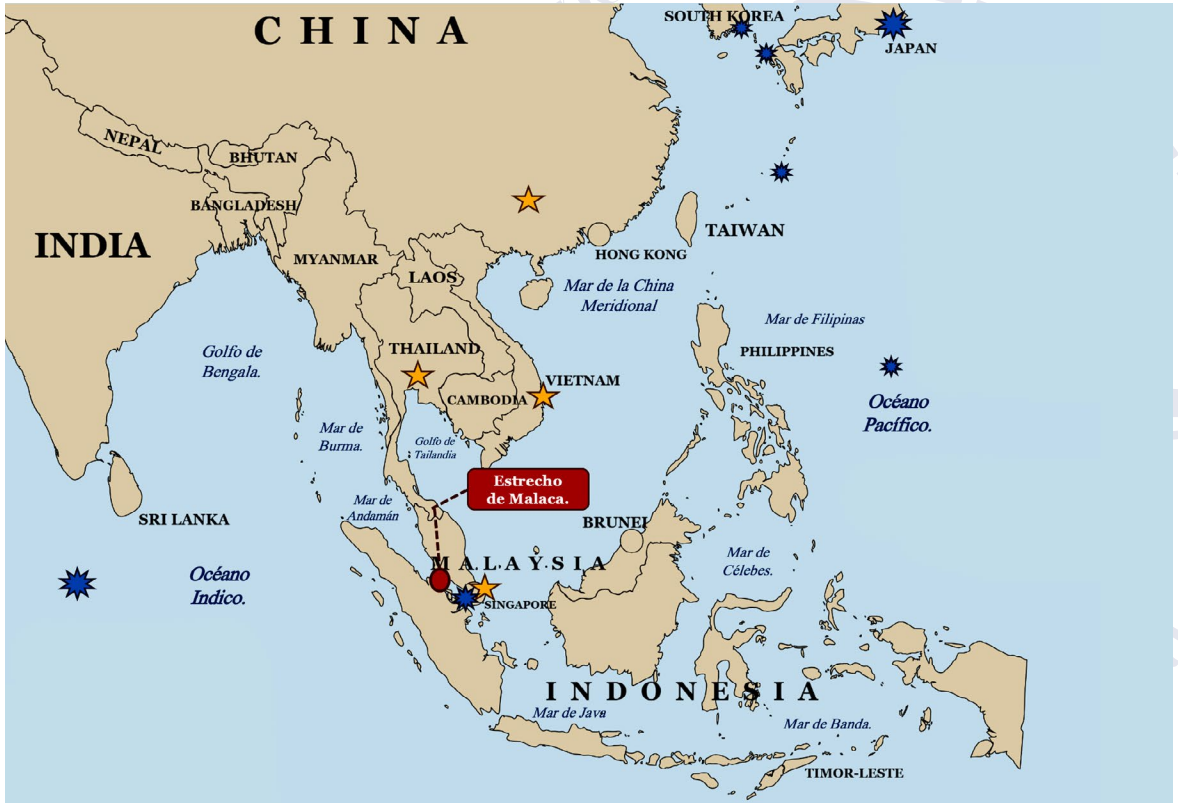 CHINA
SOUTH KOREA
JAPAN
NEPAL
BHUTAN
BANGLADESH
INDIA
MYANMAR
LAOS
HONG KONG
TAIWAN
Mar de la China
Meridional
Mar de Filipinas
PHILIPPINES
Golfo de
Bengala.
THAILAND
VIETNAM
CAMBODIA
Océano
Pacífico.
Mar de
Burma.
Golfo de
Tailandia
Estrecho
de Malaca.
Mar de
Andamán
SRI LANKA
BRUNEI
MALAYSIA
Mar de
Célebes.
Océano
Indico.
SINGAPORE
INDONESIA
Mar de Java
Mar de Banda.
TIMOR-LESTE